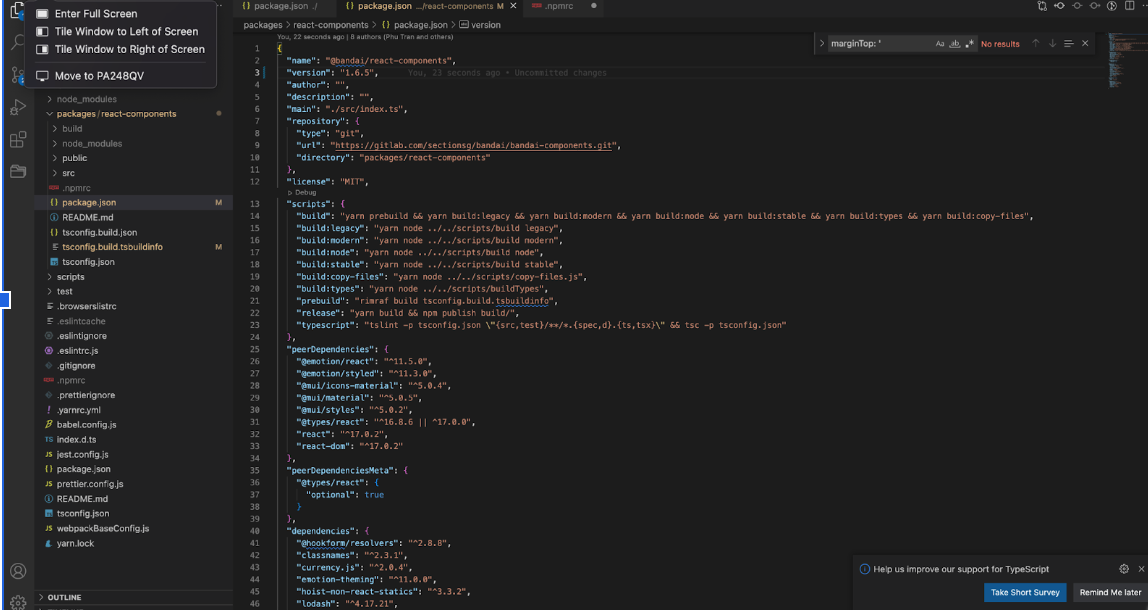 Enter Full Screen
Tile Window to Left of Screen
Tile Window to Right of Screen
Move to PA248QV
package.json ./
package.json .../react-components M
.npmrc
packages > react-components > package.json > version
You, 22 seconds ago | 8 authors (Phu Tran and others)
marginTop: '
Aa
ab
No results
node_modules
packages/react-components
build
node_modules
public
src
.npmrc
package.json M
README.md
tsconfig.build.json
tsconfig.build.tsbuildinfo M
tsconfig.json
scripts
test
.browserslistrc
.eslintcache
.eslintignore
.eslintrc.js
.gitignore
.npmrc
.prettierignore
.yarnrc.yml
babel.config.js
TS index.d.ts
JS jest.config.js
package.json
JS prettier.config.js
README.md
tsconfig.json
JS webpackBaseConfig.js
yarn.lock
OUTLINE
1 {
2 "name": "@bandai/react-components",
3 "version": "1.6.5", You, 23 seconds ago • Uncommitted changes
4 "author": "",
5 "description": "",
6 "main": "./src/index.ts",
7 "repository": {
8 "type": "git",
9 "url": "https://gitlab.com/sectionsg/bandai/bandai-components.git",
10 "directory": "packages/react-components"
11 },
12 "license": "MIT",
Debug
13 "scripts": {
14 "build": "yarn prebuild && yarn build:legacy && yarn build:modern && yarn build:node && yarn build:stable && yarn build:types && yarn build:copy-files",
15 "build:legacy": "yarn node ../../scripts/build legacy",
16 "build:modern": "yarn node ../../scripts/build modern",
17 "build:node": "yarn node ../../scripts/build node",
18 "build:stable": "yarn node ../../scripts/build stable",
19 "build:copy-files": "yarn node ../../scripts/copy-files.js",
20 "build:types": "yarn node ../../scripts/buildTypes",
21 "prebuild": "rimraf build tsconfig.build.tsbuildinfo",
22 "release": "yarn build && npm publish build/",
23 "typescript": "tslint -p tsconfig.json \"{src,test}/**/*.{spec,d}.{ts,tsx}\" && tsc -p tsconfig.json"
24 },
25 "peerDependencies": {
26 "@emotion/react": "^11.5.0",
27 "@emotion/styled": "^11.3.0",
28 "@mui/icons-material": "^5.0.4",
29 "@mui/material": "^5.0.5",
30 "@mui/styles": "^5.0.2",
31 "@types/react": "^16.8.6 || ^17.0.0",
32 "react": "^17.0.2",
33 "react-dom": "^17.0.2"
34 },
35 "peerDependenciesMeta": {
36 "@types/react": {
37 "optional": true
38 }
39 },
40 "dependencies": {
41 "@hookform/resolvers": "^2.8.8",
42 "classnames": "^2.3.1",
43 "currency.js": "^2.0.4",
44 "emotion-theming": "^11.0.0",
45 "hoist-non-react-statics": "^3.3.2",
46 "lodash": "^4.17.21",
Help us improve our support for TypeScript
Take Short Survey
Remind Me later